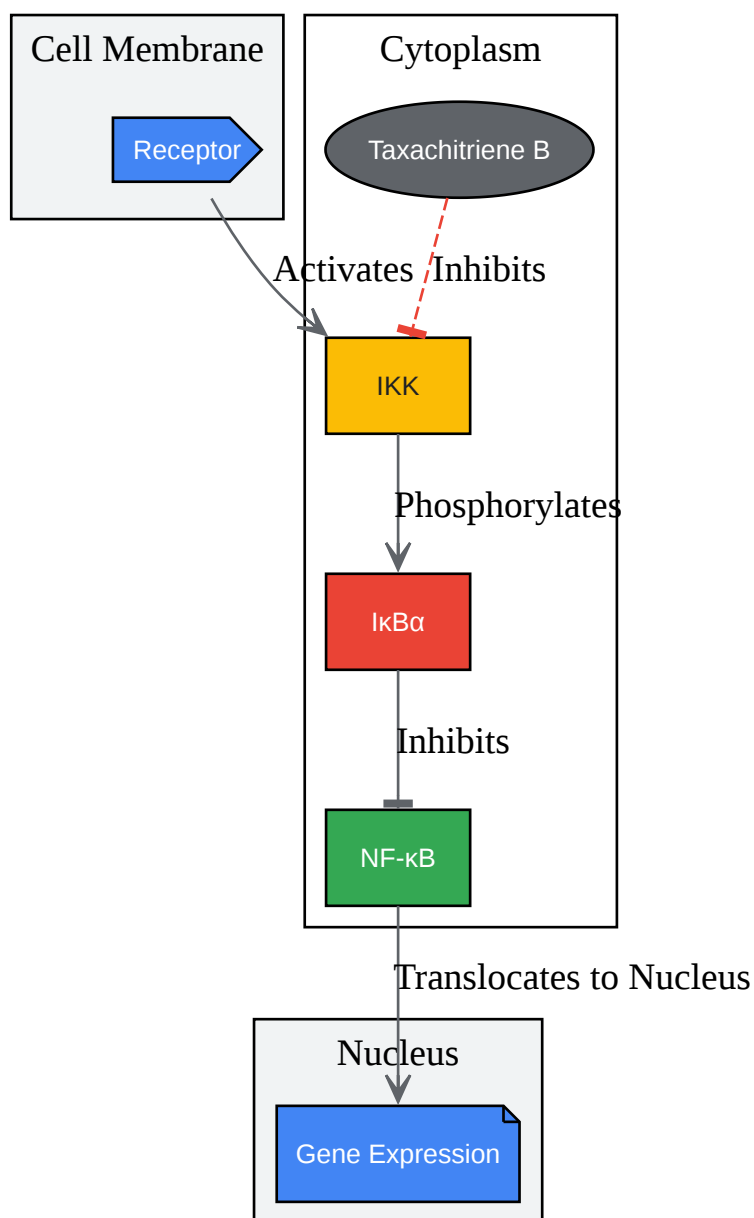 Cell Membrane
Cytoplasm
Receptor
Taxachitriene B
Activates
Inhibits
IKK
Phosphorylates
IκBα
Inhibits
NF-κB
Translocates to Nucleus
Nucleus
Gene Expression